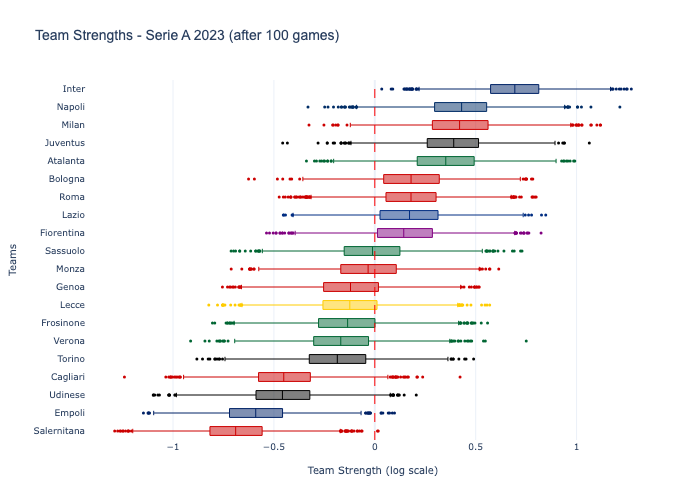 Team Strengths - Serie A 2023 (after 100 games)
Teams
Inter
Napoli
Milan
Juventus
Atalanta
Bologna
Roma
Lazio
Fiorentina
Sassuolo
Monza
Genoa
Lecce
Frosinone
Verona
Torino
Cagliari
Udinese
Empoli
Salernitana
−1 −0.5 0 0.5 1
Team Strength (log scale)